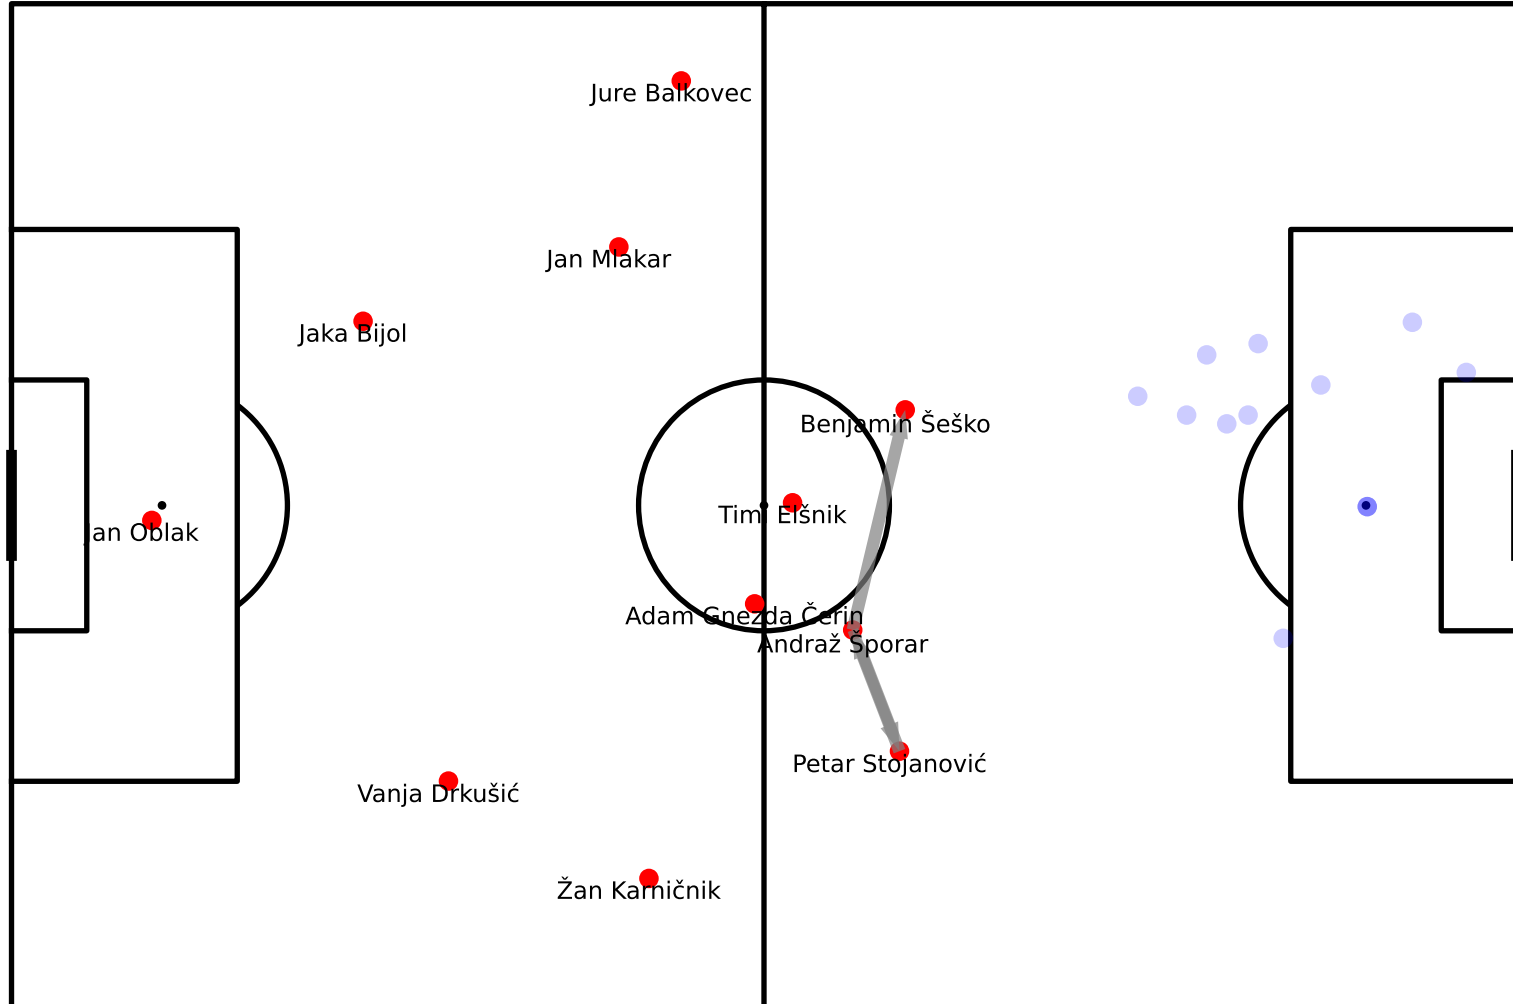 Jure Balkovec
Jan Mlakar
Jaka Bijol
Benjamin Šeško
Timi Elšnik
Jan Oblak
Adam Gnezda Čerin
Andraž Šporar
Petar Stojanović
Vanja Drkušić
Žan Karničnik